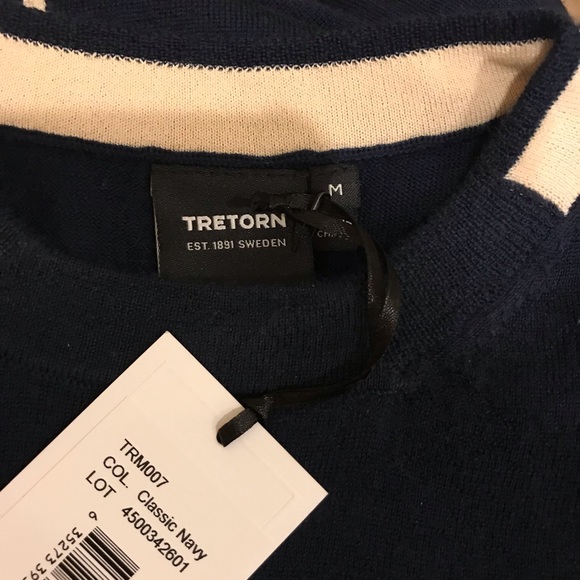 M
TRETORN
EST. 1891 SWEDEN
TRM007
COL. Classic Navy
LOT 4500342601